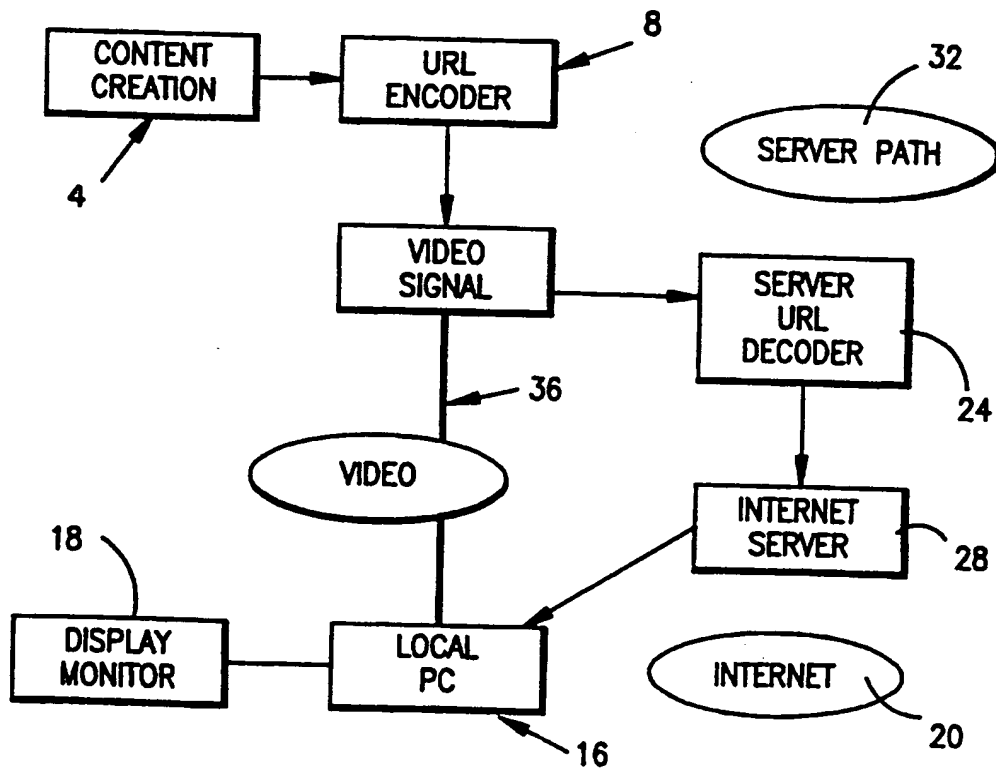 CONTENT
CREATION
4
URL
ENCODER
8
32
SERVER PATH
VIDEO
SIGNAL
SERVER
URL
DECODER
24
36
VIDEO
INTERNET
SERVER
28
18
DISPLAY
MONITOR
LOCAL
PC
16
INTERNET
20